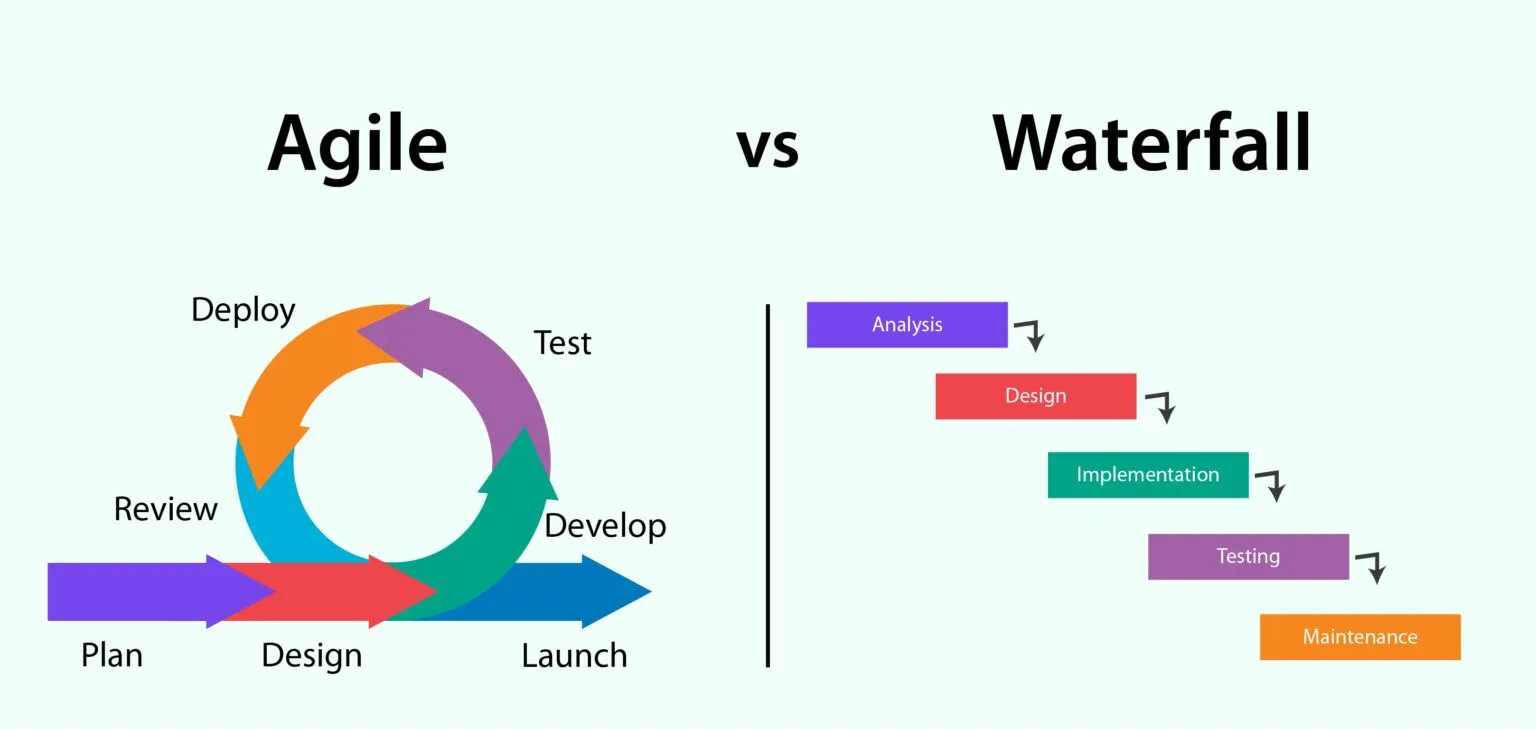 Agile vs Waterfall
Deploy
Test
Review
Develop
Plan
Design
Launch
Analysis
Design
Implementation
Testing
Maintenance